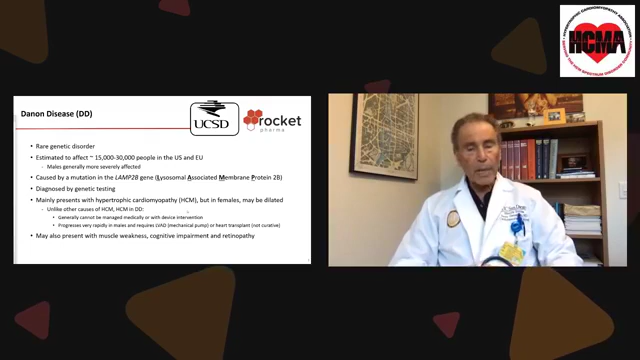 HCMA
Danon Disease (DD)
UCSD
rocket
pharma
• Rare genetic disorder
• Estimated to affect ~ 15,000-30,000 people in the US and EU
• Males generally more severely affected
• Caused by a mutation in the LAMP2B gene (Lysosomal Associated Membrane Protein 2B)
• Diagnosed by genetic testing
• Mainly presents with hypertrophic cardiomyopathy (HCM), but in females, may be dilated
• Unlike other causes of HCM, HCM in DD:
• Generally cannot be managed medically or with device intervention
• Progresses very rapidly in males and requires LVAD (mechanical pump) or heart transplant (not curative)
• May also present with muscle weakness, cognitive impairment and retinopathy